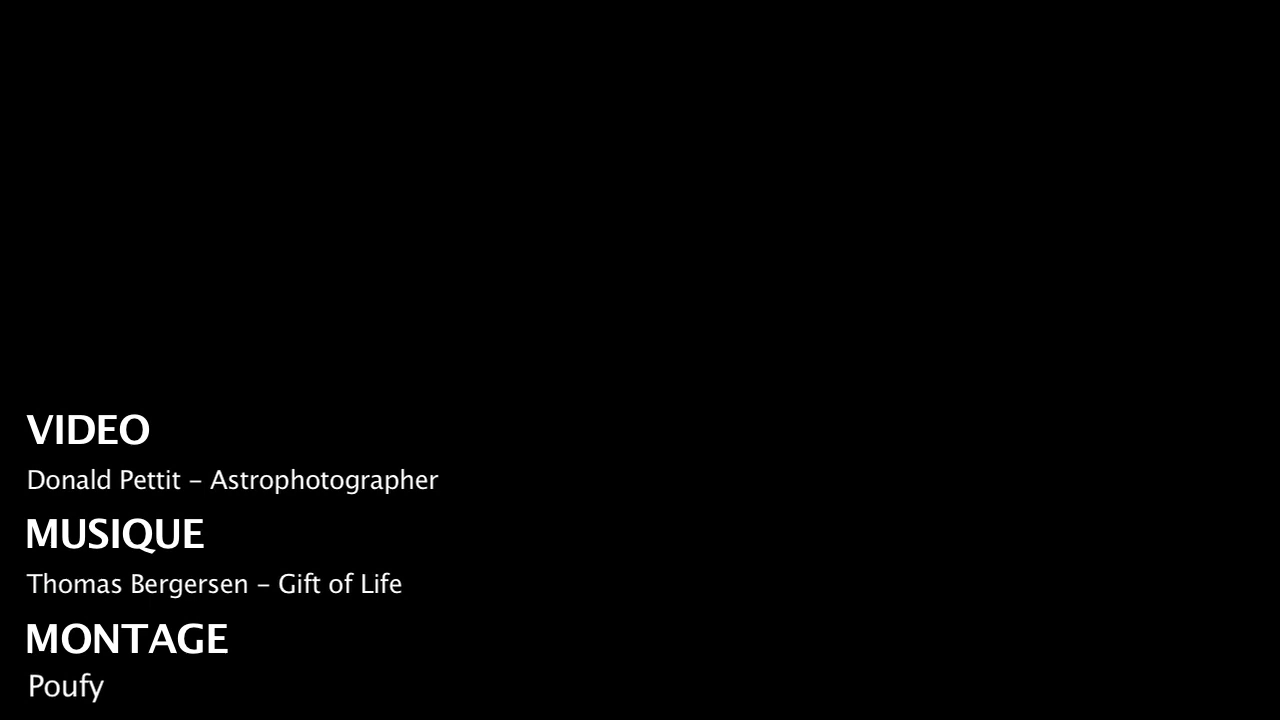 VIDEO
Donald Pettit – Astrophotographer
MUSIQUE
Thomas Bergersen – Gift of Life
MONTAGE
Poufy